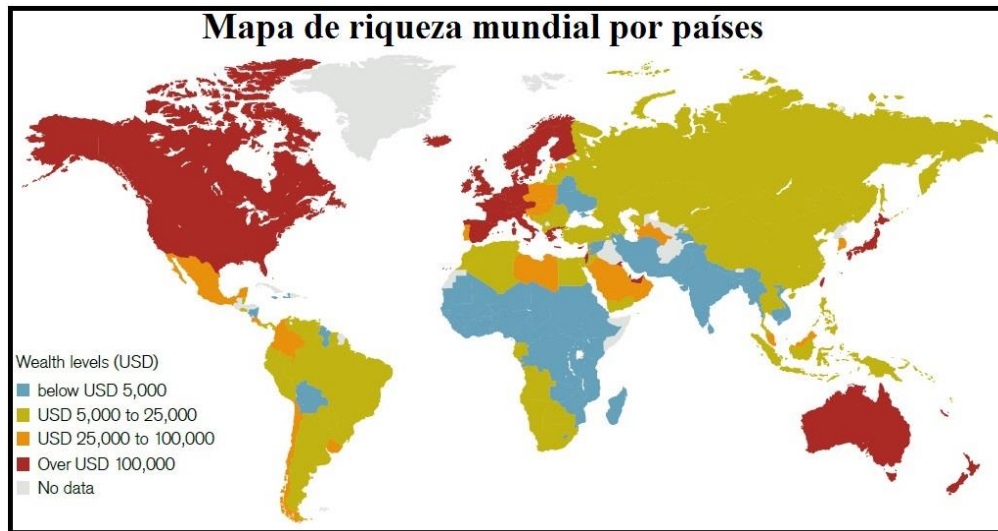 Mapa de riqueza mundial por países
Wealth levels (USD)
below USD 5,000
USD 5,000 to 25,000
USD 25,000 to 100,000
Over USD 100,000
No data